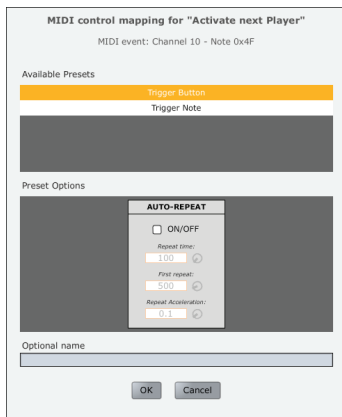 MIDI control mapping for "Activate next Player"
MIDI event: Channel 10 - Note 0x4F
Available Presets
Trigger Button
Trigger Note
Preset Options
AUTO-REPEAT
ON/OFF
Repeat time:
100
First repeat:
500
Repeat Acceleration:
0.1
Optional name
OK Cancel